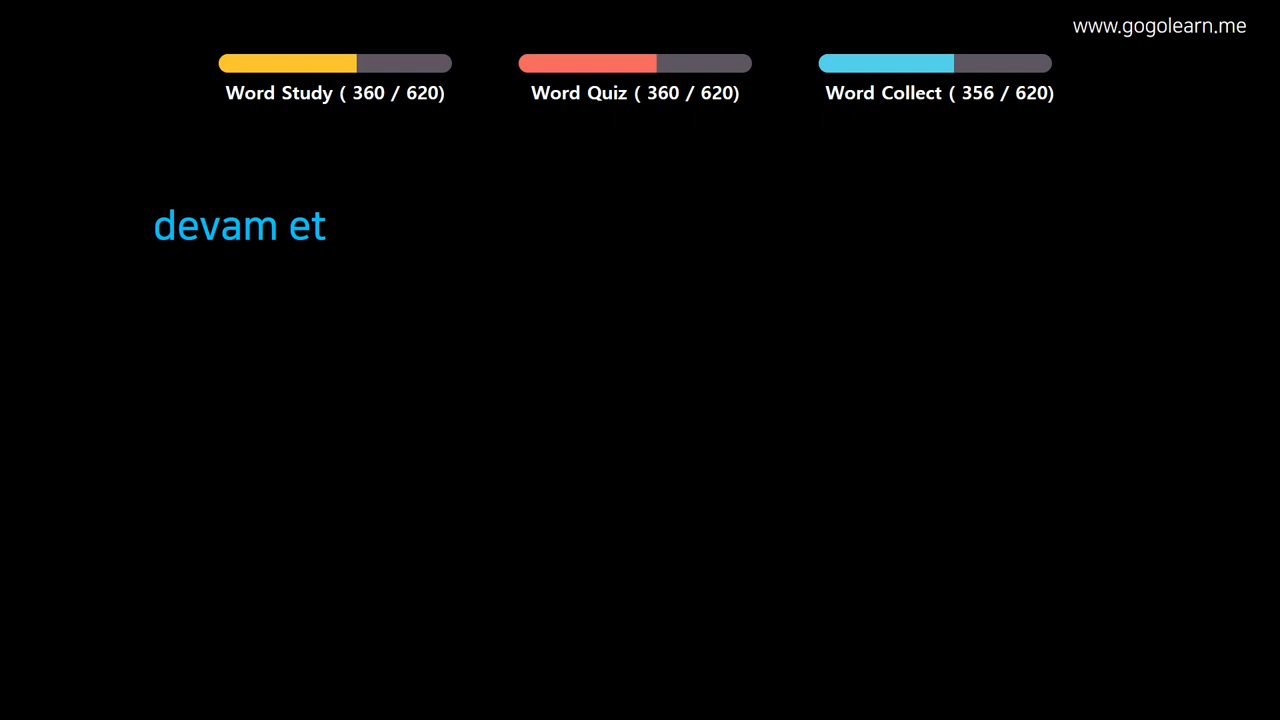 www.gogolearn.me
Word Study ( 360 / 620)
Word Quiz ( 360 / 620)
Word Collect ( 356 / 620)
devam et